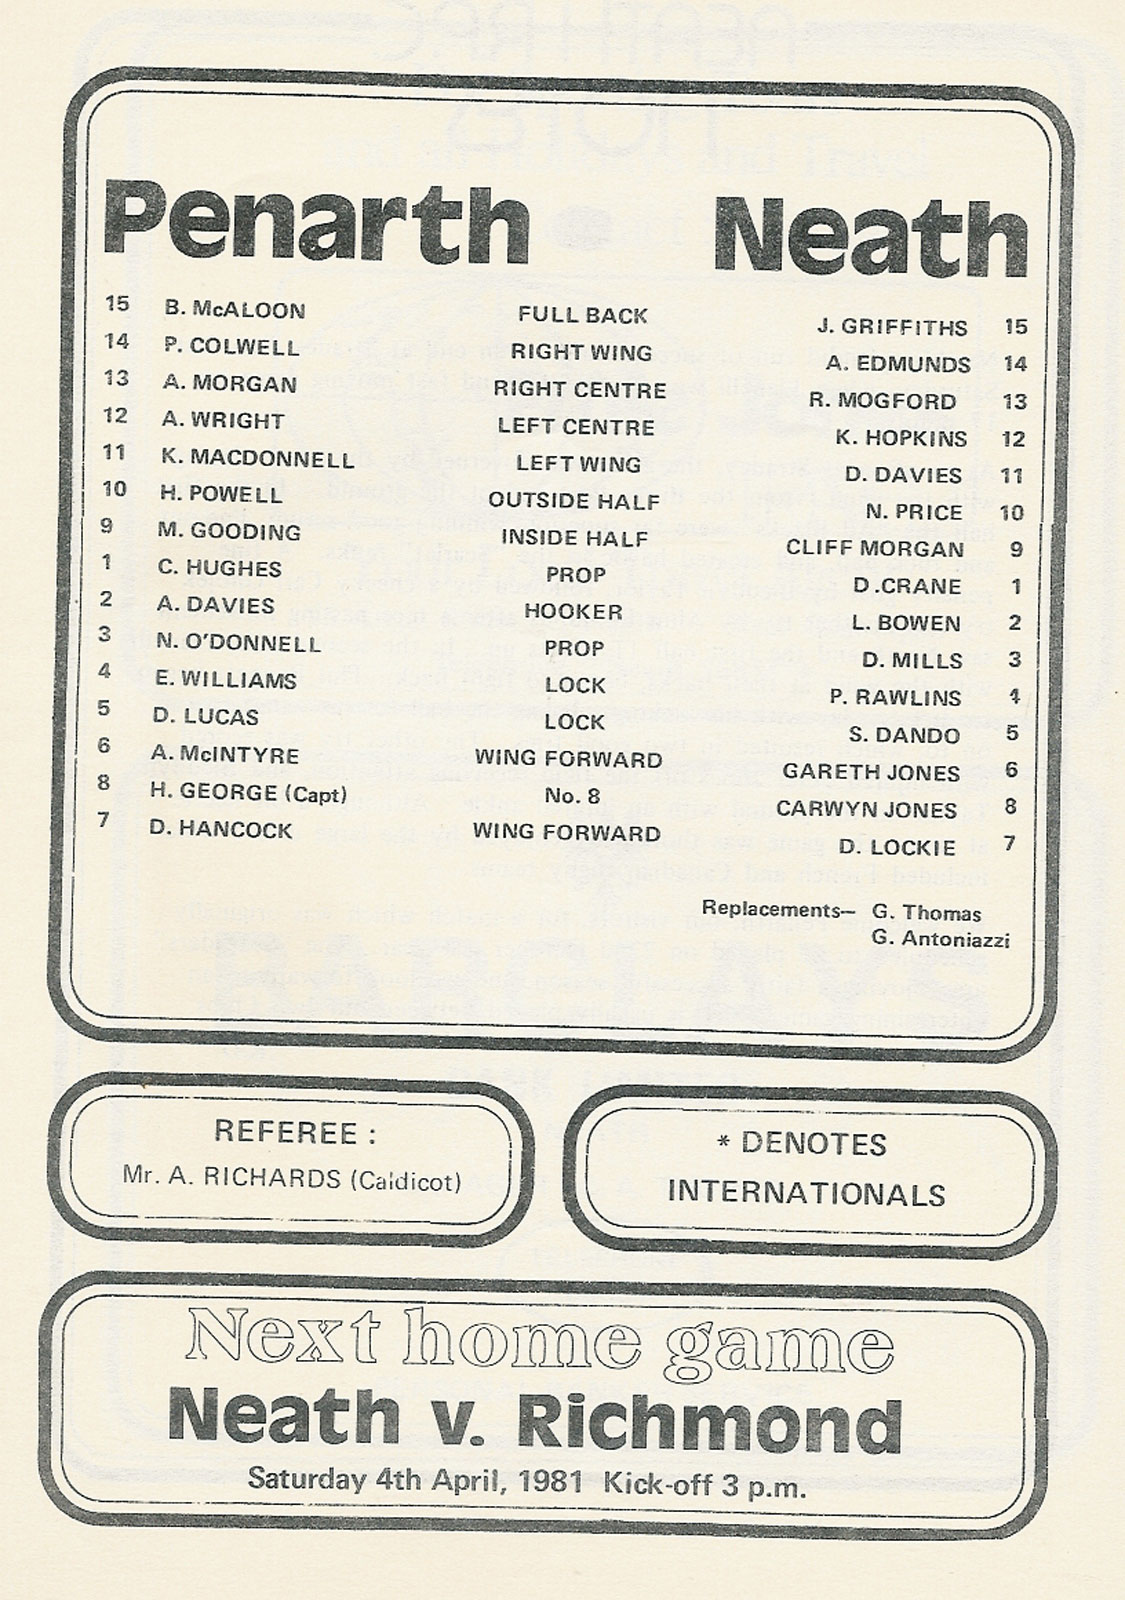 Penarth Neath
15 B. McALOON FULL BACK J. GRIFFITHS 15
14 P. COLWELL RIGHT WING A. EDMUNDS 14
13 A. MORGAN RIGHT CENTRE R. MOGFORD 13
12 A. WRIGHT LEFT CENTRE K. HOPKINS 12
11 K. MACDONNELL LEFT WING D. DAVIES 11
10 H. POWELL OUTSIDE HALF N. PRICE 10
9 M. GOODING INSIDE HALF CLIFF MORGAN 9
1 C. HUGHES PROP D.CRANE 1
2 A. DAVIES HOOKER L. BOWEN 2
3 N. O'DONNELL PROP D. MILLS 3
4 E. WILLIAMS LOCK P. RAWLINS 4
5 D. LUCAS LOCK S. DANDO 5
6 A. McINTYRE WING FORWARD GARETH JONES 6
8 H. GEORGE (Capt) No. 8 CARWYN JONES 8
7 D. HANCOCK WING FORWARD D. LOCKIE 7
Replacements— G. Thomas
G. Antoniazzi
REFEREE :
Mr. A. RICHARDS (Caldicot)
* DENOTES
INTERNATIONALS
Next home game
Neath v. Richmond
Saturday 4th April, 1981 Kick-off 3 p.m.